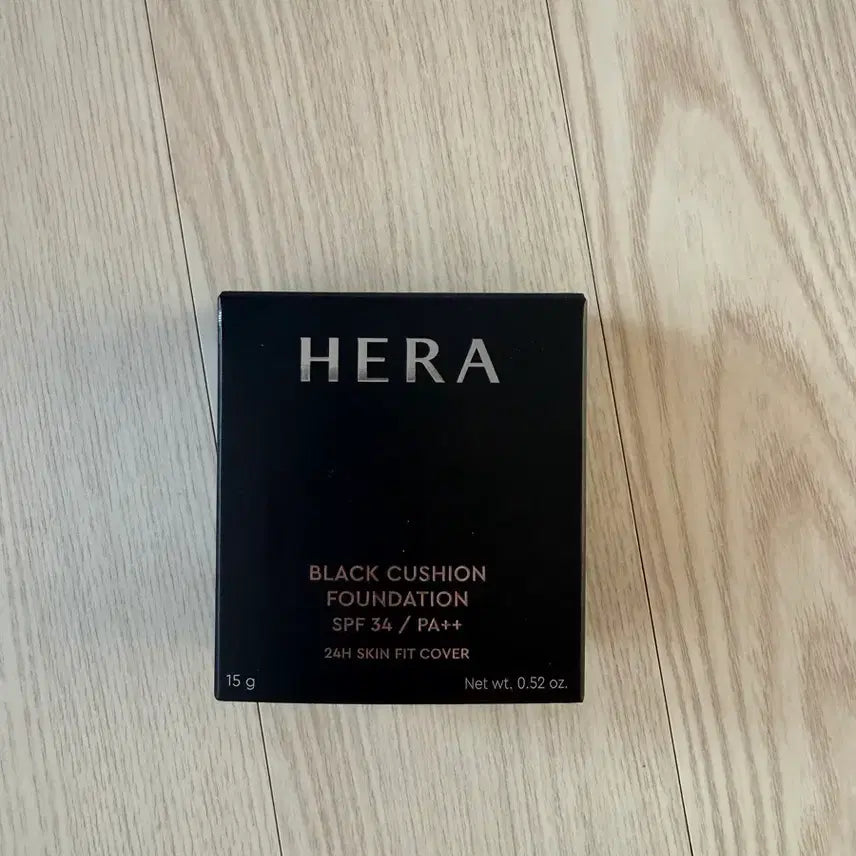 HERA
BLACK CUSHION
FOUNDATION
SPF 34 / PA++
24H SKIN FIT COVER
15 g
Net wt. 0.52 oz.